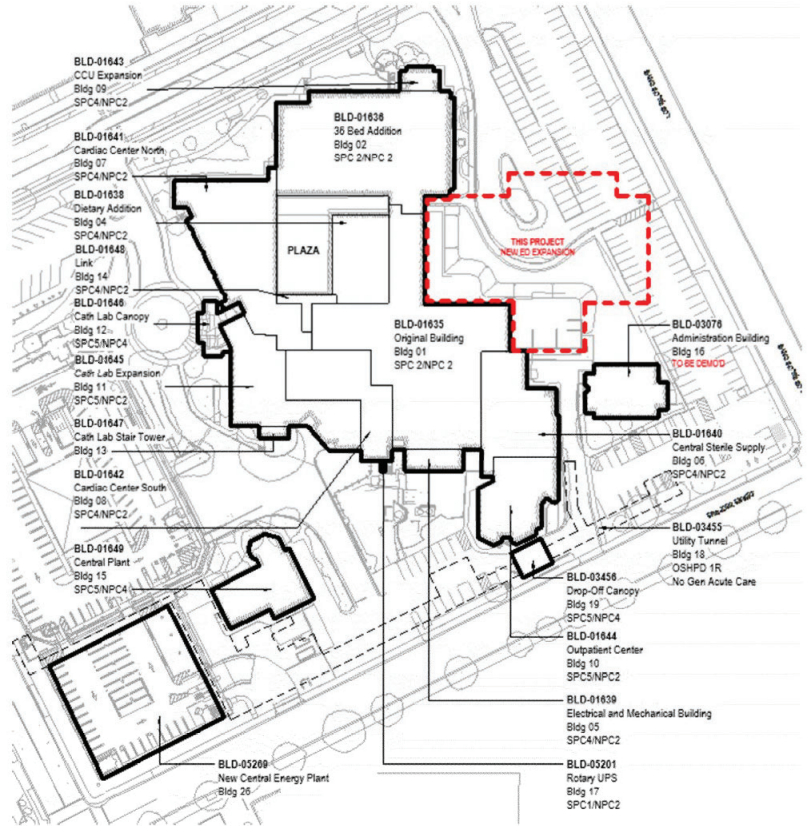 BLD-01643
CCU Expansion
Bldg 09
SPC4/NPC2
BLD-01641
Cardiac Center North
Bldg 07
SPC4/NPC2
BLD-01638
Dietary Addition
Bldg 04
SPC4/NPC2
BLD-01648
Link
Bldg 14
SPC4/NPC2
BLD-01646
Cath Lab Canopy
Bldg 12
SPC5/NPC4
BLD-01645
Cath Lab Expansion
Bldg 11
SPC5/NPC2
BLD-01647
Cath Lab Stair Tower
Bldg 13
BLD-01642
Cardiac Center South
Bldg 08
SPC4/NPC2
BLD-01649
Central Plant
Bldg 15
SPC5/NPC4
BLD-01636
36 Bed Addition
Bldg 02
SPC 2/NPC 2
PLAZA
THIS PROJECT
NEW ED EXPANSION
BLD-01635
Original Building
Bldg 01
SPC 2/NPC 2
BLD-03076
Administration Building
Bldg 16
TO BE DEMO'D
BLD-01640
Central Sterile Supply
Bldg 06
SPC4/NPC2
BLD-03455
Utility Tunnel
Bldg 18
OSHPD 1R
No Gen Acute Care
BLD-03456
Drop-Off Canopy
Bldg 19
SPC5/NPC4
BLD-01644
Outpatient Center
Bldg 10
SPC5/NPC2
BLD-01639
Electrical and Mechanical Building
Bldg 05
SPC4/NPC2
BLD-05201
Rotary UPS
Bldg 17
SPC1/NPC2
BLD-05269
New Central Energy Plant
Bldg 26